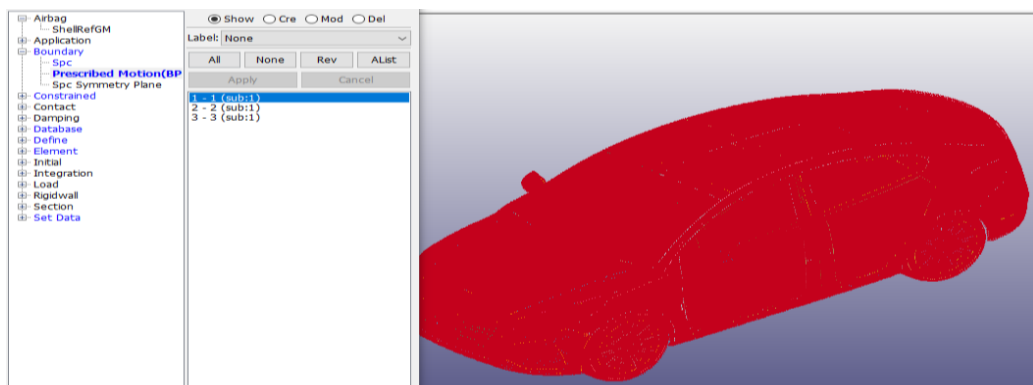 Airbag
ShellRefGM
Application
Boundary
Spc
Prescribed Motion(BP
Spc Symmetry Plane
Constrained
Contact
Damping
Database
Define
Element
Initial
Integration
Load
Rigidwall
Section
Set Data
Show Cre Mod Del
Label: None
All None Rev AList
Apply Cancel
1 - 1 (sub:1)
2 - 2 (sub:1)
3 - 3 (sub:1)